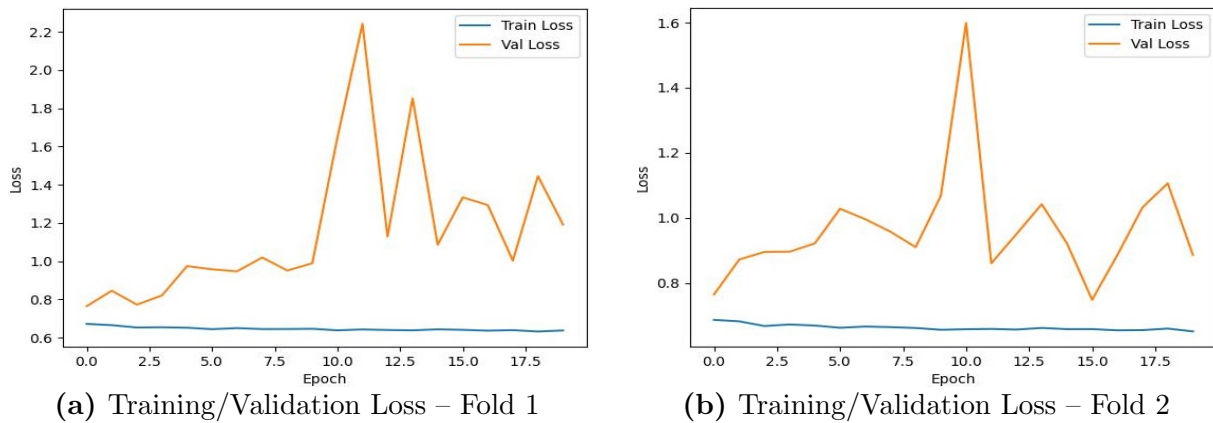 2.2
2.0
1.8
1.6
1.4
1.2
1.0
0.8
0.6
Loss
0.0 2.5 5.0 7.5 10.0 12.5 15.0 17.5
Epoch
Train Loss
Val Loss
(a) Training/Validation Loss – Fold 1
1.6
1.4
1.2
1.0
0.8
Loss
0.0 2.5 5.0 7.5 10.0 12.5 15.0 17.5
Epoch
Train Loss
Val Loss
(b) Training/Validation Loss – Fold 2